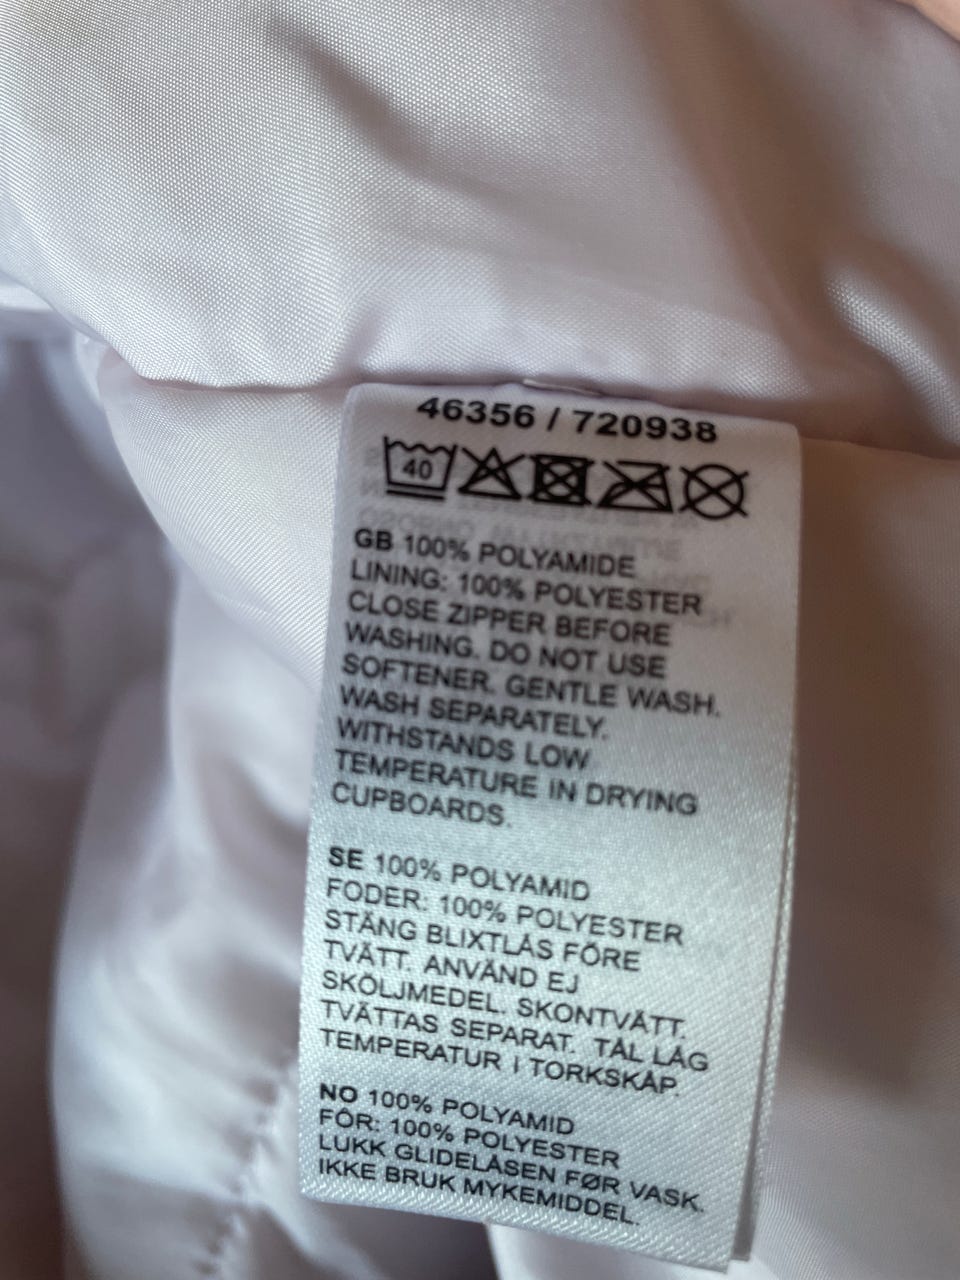 46356 / 720938
40
GB 100% POLYAMIDE
LINING: 100% POLYESTER
CLOSE ZIPPER BEFORE
WASHING. DO NOT USE
SOFTENER. GENTLE WASH.
WASH SEPARATELY.
WITHSTANDS LOW
TEMPERATURE IN DRYING
CUPBOARDS.
SE 100% POLYAMID
FODER: 100% POLYESTER
STÄNG BLIXTLÅS FÖRE
TVÄTT. ANVÄND EJ
SKÖLJMEDEL. SKONTVÄTT.
TVÄTTAS SEPARAT. TÅL LÅG
TEMPERATUR I TORKSKÅP.
NO 100% POLYAMID
FÔR: 100% POLYESTER
LUKK GLIDELÅSEN FØR VASK.
IKKE BRUK MYKEMIDDEL.